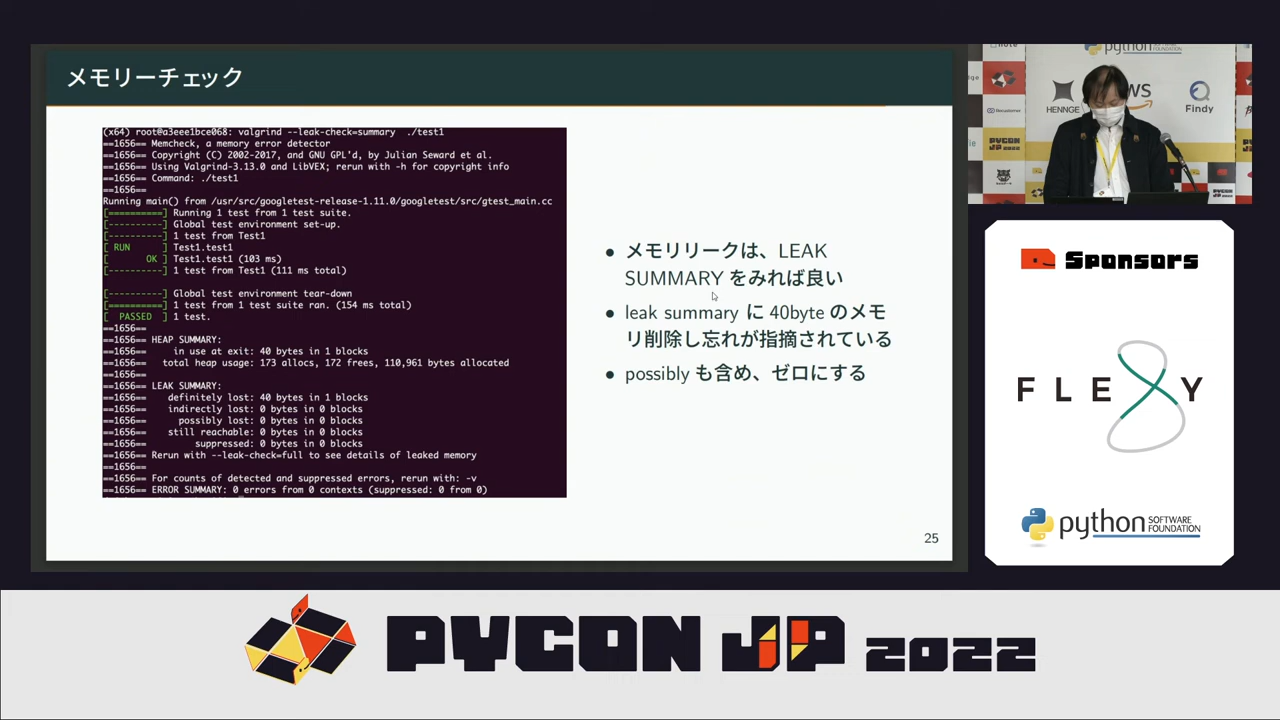 メモリーチェック
(x64) root@a3eee1bce068: valgrind --leak-check=summary ./test1
==1656== Memcheck, a memory error detector
==1656== Copyright (C) 2002-2017, and GNU GPL'd, by Julian Seward et al.
==1656== Using Valgrind-3.13.0 and LibVEX; rerun with -h for copyright info
==1656== Command: ./test1
==1656==
Running main() from /usr/src/googletest-release-1.11.0/googletest/src/gtest_main.cc
[==========] Running 1 test from 1 test suite.
[----------] Global test environment set-up.
[----------] 1 test from Test1
[ RUN      ] Test1.test1
[       OK ] Test1.test1 (103 ms)
[----------] 1 test from Test1 (111 ms total)
[----------] Global test environment tear-down
[==========] 1 test from 1 test suite ran. (154 ms total)
[  PASSED  ] 1 test.
==1656==
==1656== HEAP SUMMARY:
==1656== in use at exit: 40 bytes in 1 blocks
==1656== total heap usage: 173 allocs, 172 frees, 110,961 bytes allocated
==1656==
==1656== LEAK SUMMARY:
==1656== definitely lost: 40 bytes in 1 blocks
==1656== indirectly lost: 0 bytes in 0 blocks
==1656== possibly lost: 0 bytes in 0 blocks
==1656== still reachable: 0 bytes in 0 blocks
==1656== suppressed: 0 bytes in 0 blocks
==1656== Rerun with --leak-check=full to see details of leaked memory
==1656==
==1656== For counts of detected and suppressed errors, rerun with: -v
==1656== ERROR SUMMARY: 0 errors from 0 contexts (suppressed: 0 from 0)
• メモリリークは、LEAK
SUMMARY をみれば良い
• leak summary に 40byte のメモ
リ削除し忘れが指摘されている
• possibly も含め、ゼロにする
25
python
HENNGE
aws
Findy
Sponsors
FLEXY
python SOFTWARE
FOUNDATION
PYCON JP 2022